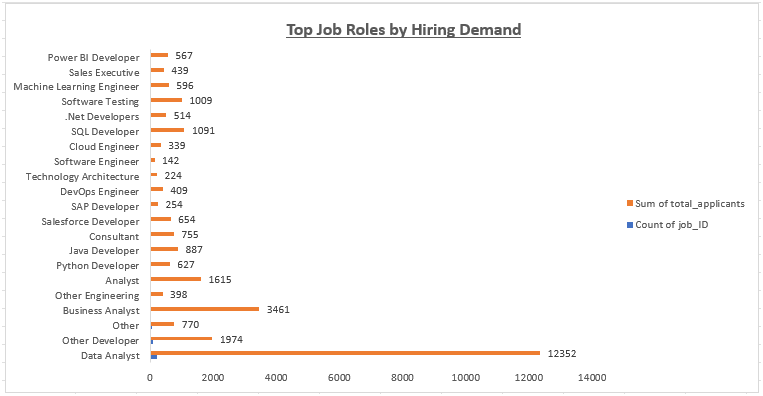 Top Job Roles by Hiring Demand
Power BI Developer 567
Sales Executive 439
Machine Learning Engineer 596
Software Testing 1009
.Net Developers 514
SQL Developer 1091
Cloud Engineer 339
Software Engineer 142
Technology Architecture 224
DevOps Engineer 409
SAP Developer 254
Salesforce Developer 654
Consultant 755
Java Developer 887
Python Developer 627
Analyst 1615
Other Engineering 398
Business Analyst 3461
Other 770
Other Developer 1974
Data Analyst 12352
0 2000 4000 6000 8000 10000 12000 14000
Sum of total_applicants
Count of job_ID